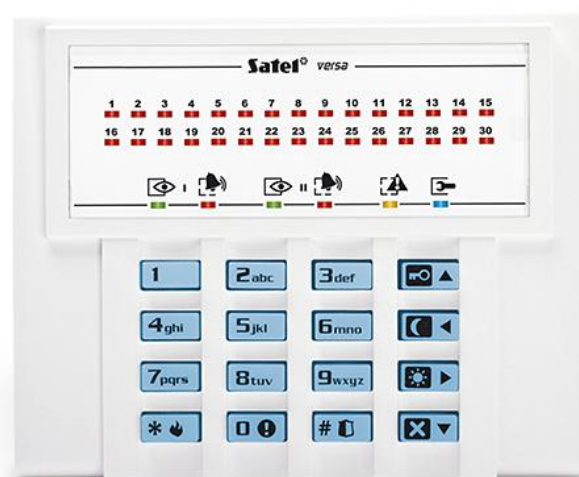 Satel versa
1 2 3 4 5 6 7 8 9 10 11 12 13 14 15
16 17 18 19 20 21 22 23 24 25 26 27 28 29 30
I II
1 2abc 3def
4ghi 5jkl 6mno
7pqrs 8tuv 9wxyz
* 0 #